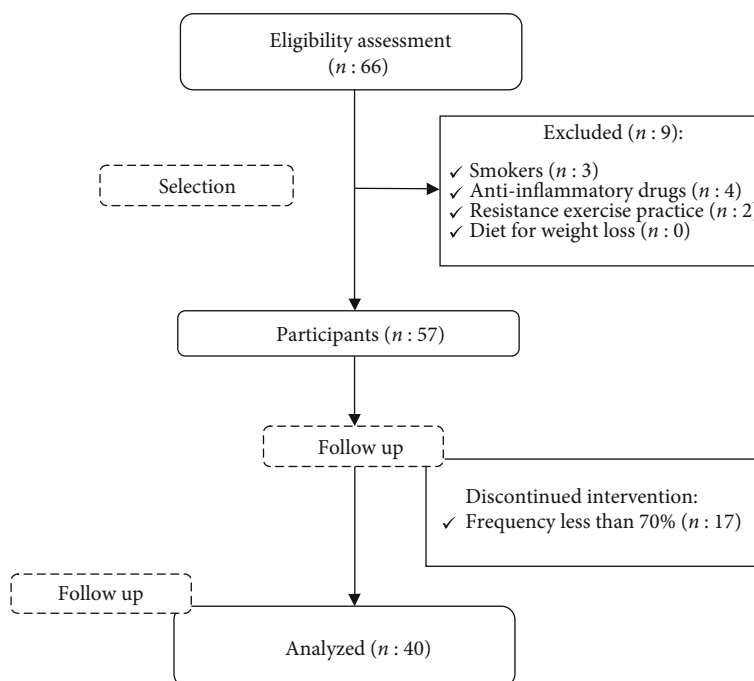 Eligibility assessment
(n : 66)
Selection
Excluded (n : 9):
✓ Smokers (n : 3)
✓ Anti-inflammatory drugs (n : 4)
✓ Resistance exercise practice (n : 2)
✓ Diet for weight loss (n : 0)
Participants (n : 57)
Follow up
Discontinued intervention:
✓ Frequency less than 70% (n : 17)
Follow up
Analyzed (n : 40)